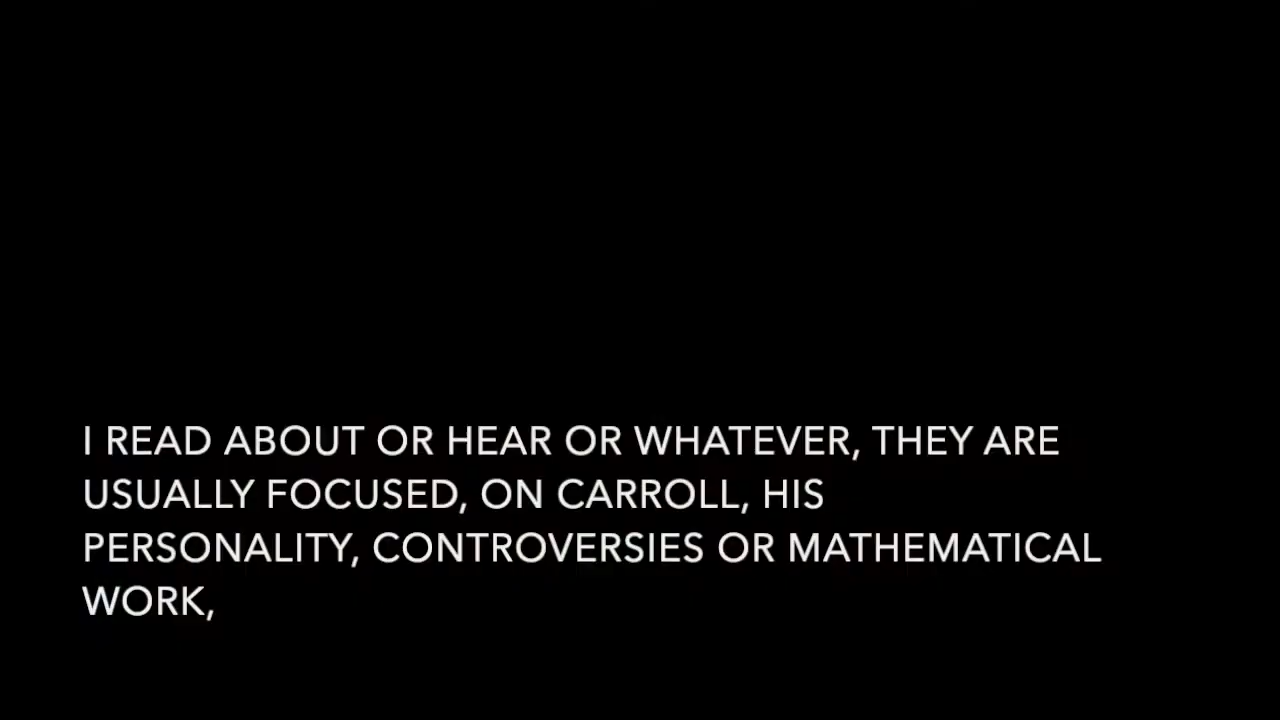 I READ ABOUT OR HEAR OR WHATEVER, THEY ARE
USUALLY FOCUSED, ON CARROLL, HIS
PERSONALITY, CONTROVERSIES OR MATHEMATICAL
WORK,